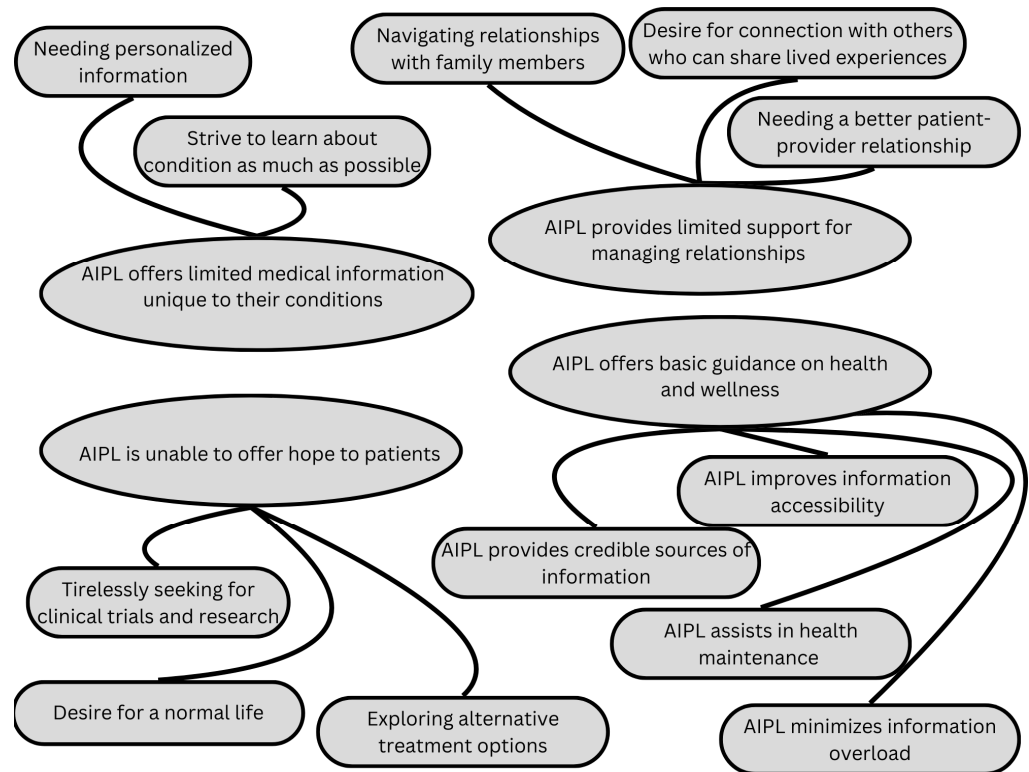 Needing personalized
information
Strive to learn about
condition as much as possible
AIPL offers limited medical information
unique to their conditions
Navigating relationships
with family members
Desire for connection with others
who can share lived experiences
Needing a better patient-
provider relationship
AIPL provides limited support for
managing relationships
AIPL is unable to offer hope to patients
Tirelessly seeking for
clinical trials and research
Desire for a normal life
Exploring alternative
treatment options
AIPL offers basic guidance on health
and wellness
AIPL improves information
accessibility
AIPL provides credible sources of
information
AIPL assists in health
maintenance
AIPL minimizes information
overload